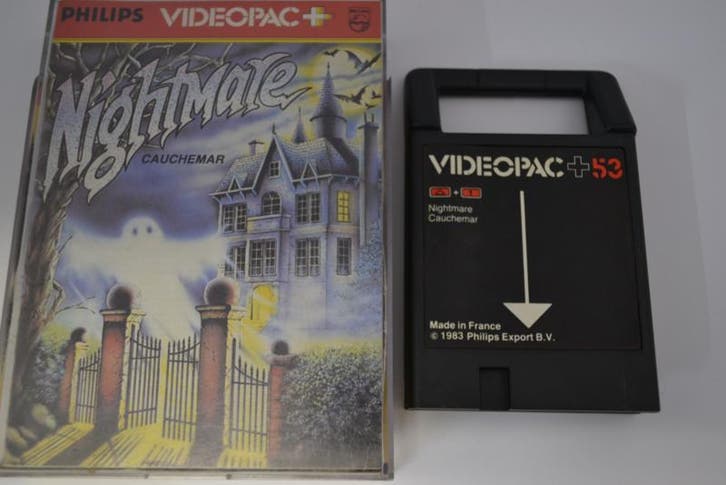 PHILIPS VIDEOPAC+
Nightmare
CAUCHEMAR
VIDEOPAC+53
Nightmare
Cauchemar
Made in France
© 1983 Philips Export B.V.